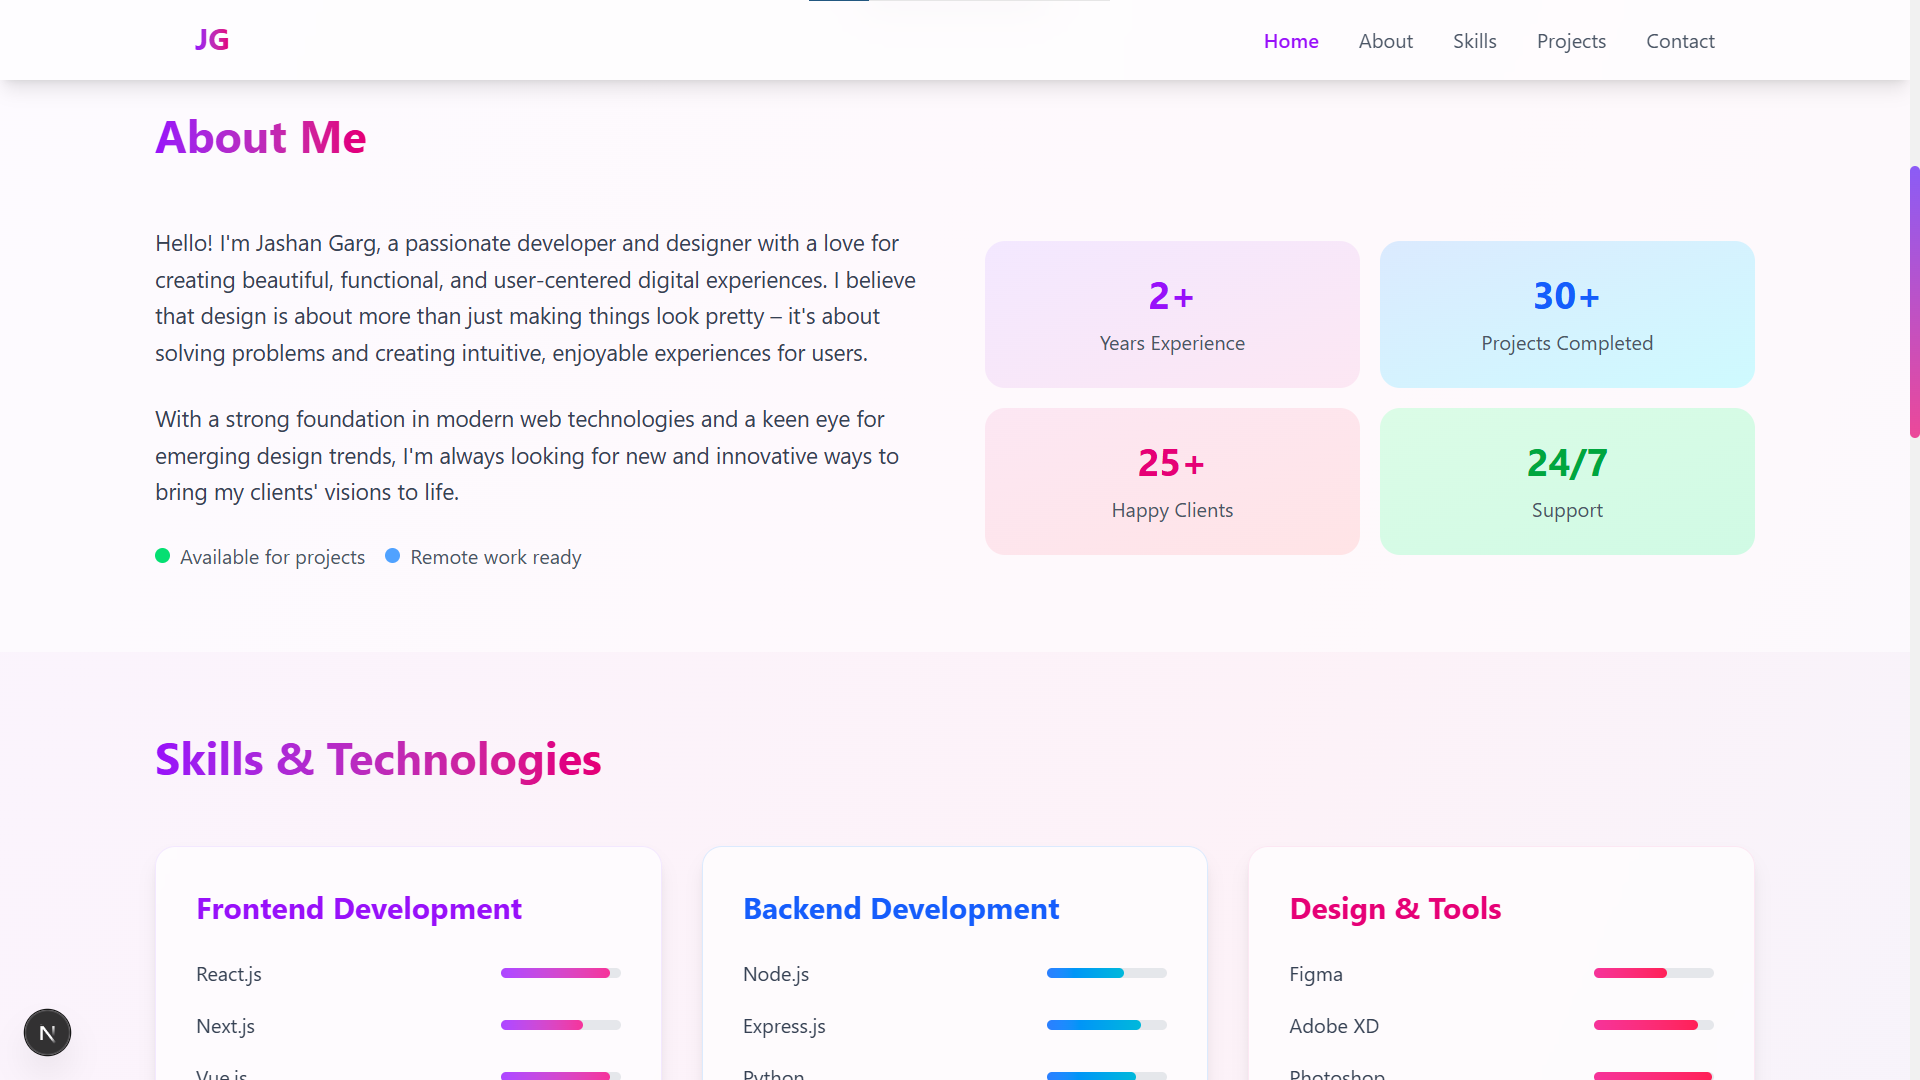 JG
Home
About
Skills
Projects
Contact
About Me
Hello! I'm Jashan Garg, a passionate developer and designer with a love for
creating beautiful, functional, and user-centered digital experiences. I believe
that design is about more than just making things look pretty – it's about
solving problems and creating intuitive, enjoyable experiences for users.
With a strong foundation in modern web technologies and a keen eye for
emerging design trends, I'm always looking for new and innovative ways to
bring my clients' visions to life.
Available for projects
Remote work ready
2+
Years Experience
30+
Projects Completed
25+
Happy Clients
24/7
Support
Skills & Technologies
Frontend Development
React.js
Next.js
Vue.js
Backend Development
Node.js
Express.js
Python
Design & Tools
Figma
Adobe XD
Photoshop
N